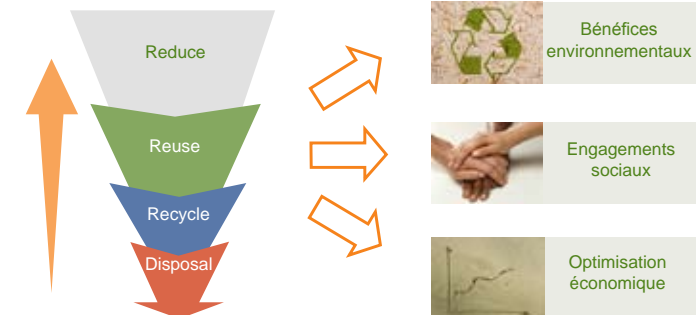 Reduce
Reuse
Recycle
Disposal
Bénéfices
environnementaux
Engagements
sociaux
Optimisation
économique